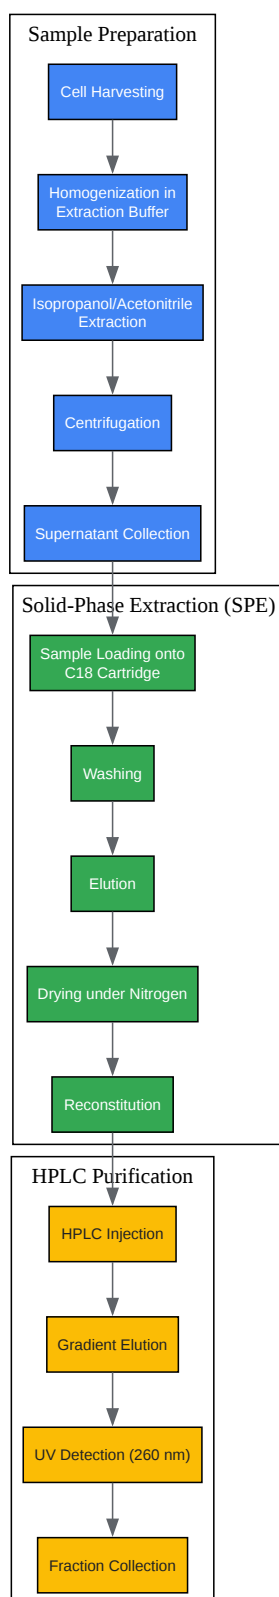 Sample Preparation
Cell Harvesting
Homogenization in
Extraction Buffer
Isopropanol/Acetonitrile
Extraction
Centrifugation
Supernatant Collection
Solid-Phase Extraction (SPE)
Sample Loading onto
C18 Cartridge
Washing
Elution
Drying under Nitrogen
Reconstitution
HPLC Purification
HPLC Injection
Gradient Elution
UV Detection (260 nm)
Fraction Collection